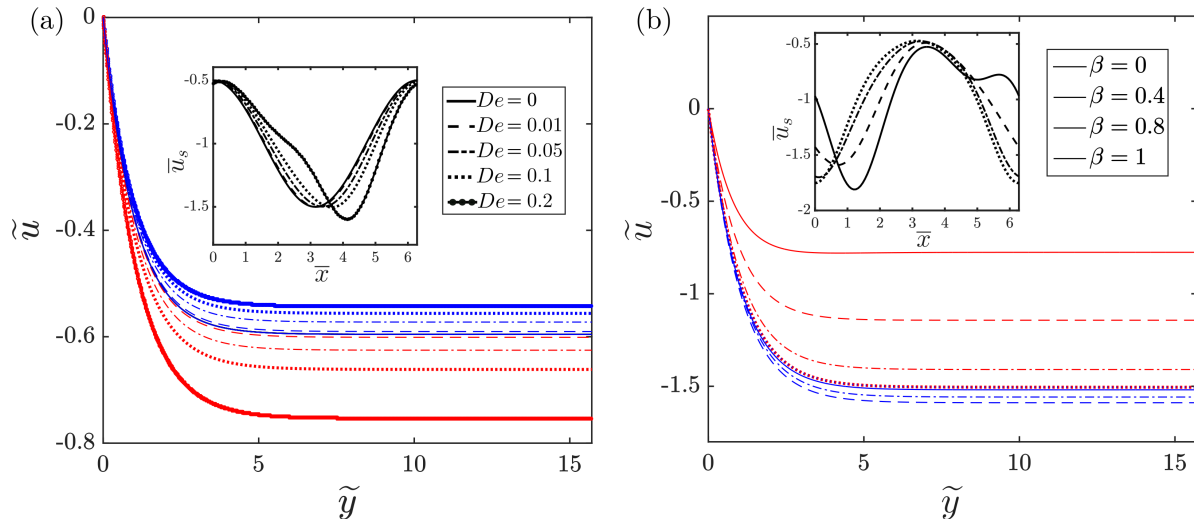 (a)
0
-0.2
-0.4
-0.6
-0.8
ũ
0 5 10 15
ỹ
-0.5
-1
-1.5
u̅ₛ
0 1 2 3 4 5 6
x̅
De = 0
De = 0.01
De = 0.05
De = 0.1
De = 0.2
(b)
0
-0.5
-1
-1.5
ũ
0 5 10 15
ỹ
-0.5
-1
-1.5
-2
u̅ₛ
0 1 2 3 4 5 6
x̅
β = 0
β = 0.4
β = 0.8
β = 1